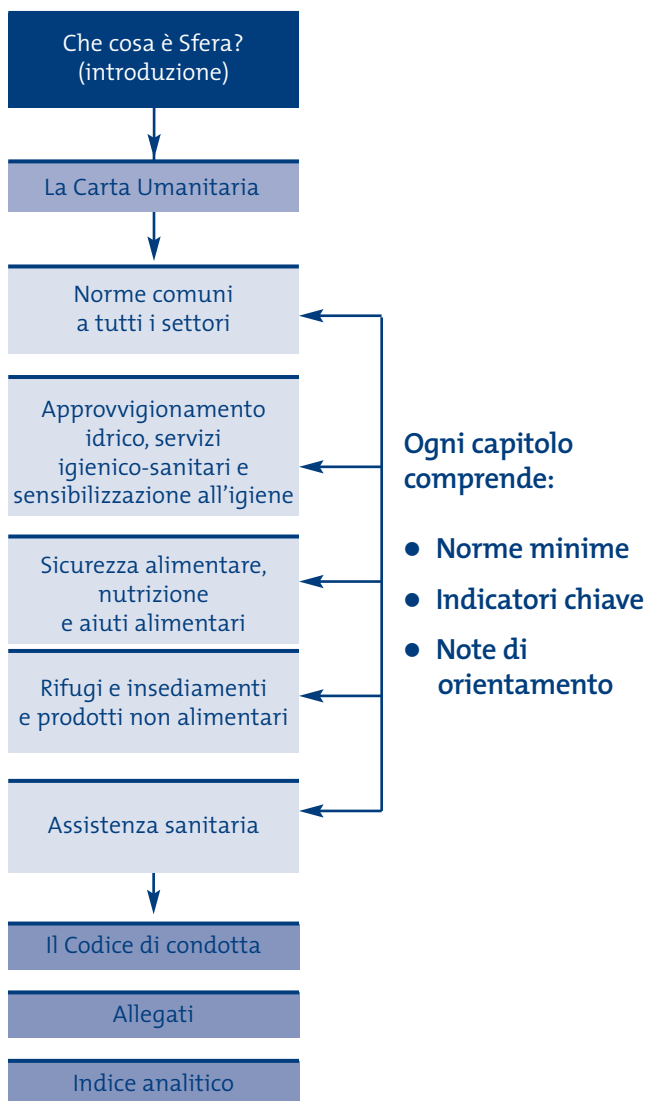 Che cosa è Sfera?
(introduzione)
La Carta Umanitaria
Norme comuni
a tutti i settori
Approvvigionamento
idrico, servizi
igienico-sanitari e
sensibilizzazione all'igiene
Sicurezza alimentare,
nutrizione
e aiuti alimentari
Rifugi e insediamenti
e prodotti non alimentari
Assistenza sanitaria
Il Codice di condotta
Allegati
Indice analitico
Ogni capitolo
comprende:
● Norme minime
● Indicatori chiave
● Note di
orientamento